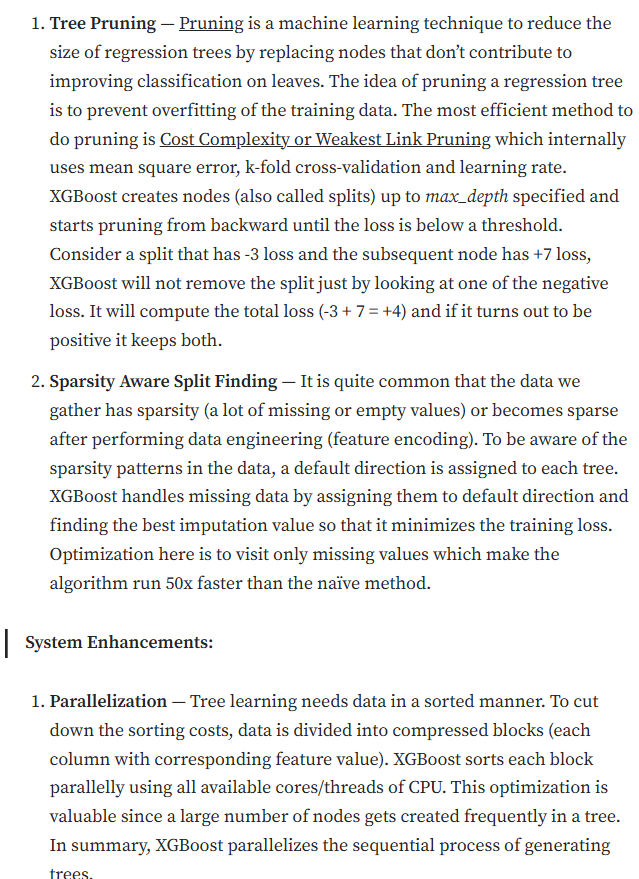 1. Tree Pruning — Pruning is a machine learning technique to reduce the
size of regression trees by replacing nodes that don’t contribute to
improving classification on leaves. The idea of pruning a regression tree
is to prevent overfitting of the training data. The most efficient method to
do pruning is Cost Complexity or Weakest Link Pruning which internally
uses mean square error, k-fold cross-validation and learning rate.
XGBoost creates nodes (also called splits) up to max_depth specified and
starts pruning from backward until the loss is below a threshold.
Consider a split that has -3 loss and the subsequent node has +7 loss,
XGBoost will not remove the split just by looking at one of the negative
loss. It will compute the total loss (-3 + 7 = +4) and if it turns out to be
positive it keeps both.
2. Sparsity Aware Split Finding — It is quite common that the data we
gather has sparsity (a lot of missing or empty values) or becomes sparse
after performing data engineering (feature encoding). To be aware of the
sparsity patterns in the data, a default direction is assigned to each tree.
XGBoost handles missing data by assigning them to default direction and
finding the best imputation value so that it minimizes the training loss.
Optimization here is to visit only missing values which make the
algorithm run 50x faster than the naïve method.
System Enhancements:
1. Parallelization — Tree learning needs data in a sorted manner. To cut
down the sorting costs, data is divided into compressed blocks (each
column with corresponding feature value). XGBoost sorts each block
parallelly using all available cores/threads of CPU. This optimization is
valuable since a large number of nodes gets created frequently in a tree.
In summary, XGBoost parallelizes the sequential process of generating
trees.